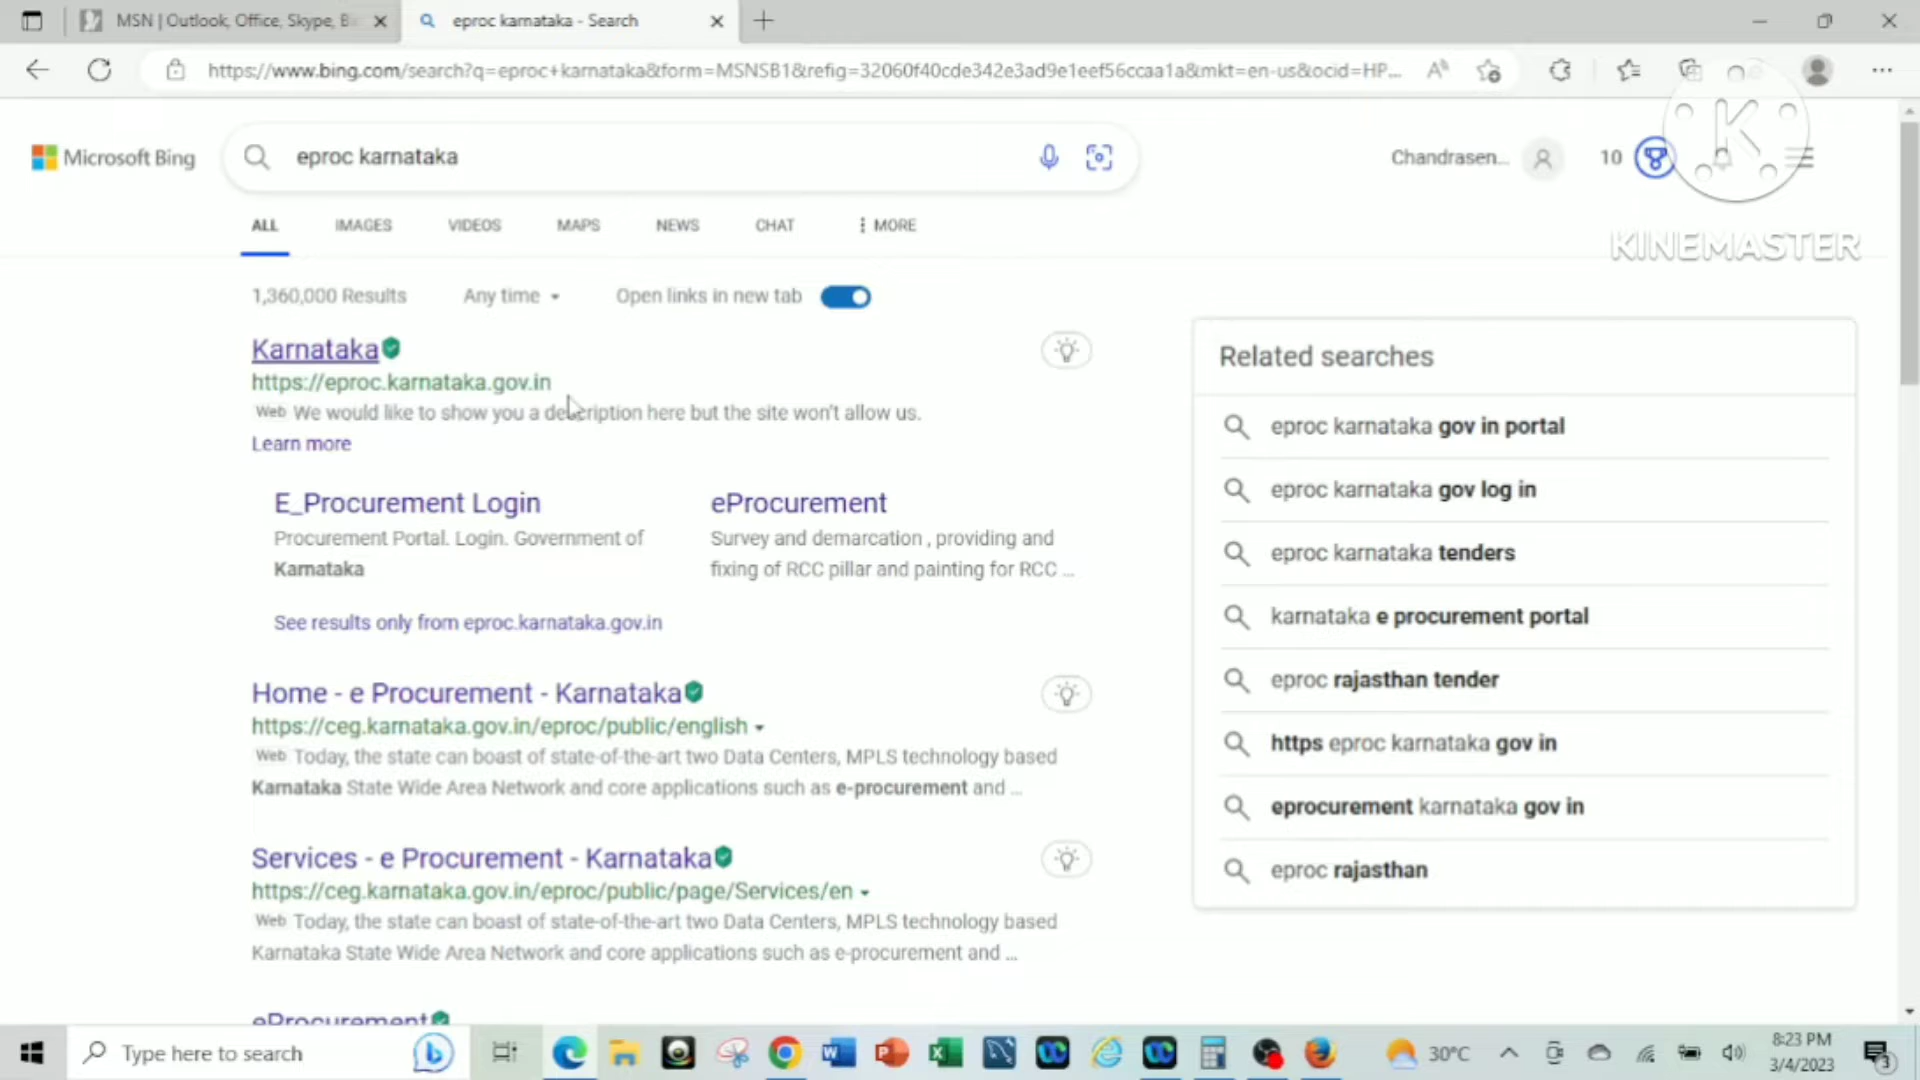 MSN | Outlook, Office, Skype, Bi
eproc karnataka - Search
https://www.bing.com/search?q=eproc+karnataka&form=MSNSB1&refig=32060f40cde342e3ad9e1eef56ccaa1a&mkt=en-us&ocid=HP...
Microsoft Bing
eproc karnataka
Chandrasen...
10
K
KINEMASTER
ALL
IMAGES
VIDEOS
MAPS
NEWS
CHAT
MORE
1,360,000 Results
Any time
Open links in new tab
Karnataka
https://eproc.karnataka.gov.in
Web We would like to show you a description here but the site won't allow us.
Learn more
E_Procurement Login
Procurement Portal. Login. Government of
Karnataka
eProcurement
Survey and demarcation , providing and
fixing of RCC pillar and painting for RCC ...
See results only from eproc.karnataka.gov.in
Home - e Procurement - Karnataka
https://ceg.karnataka.gov.in/eproc/public/english
Web Today, the state can boast of state-of-the-art two Data Centers, MPLS technology based
Karnataka State Wide Area Network and core applications such as e-procurement and ...
Services - e Procurement - Karnataka
https://ceg.karnataka.gov.in/eproc/public/page/Services/en
Web Today, the state can boast of state-of-the-art two Data Centers, MPLS technology based
Karnataka State Wide Area Network and core applications such as e-procurement and ...
eProcurement
Related searches
eproc karnataka gov in portal
eproc karnataka gov log in
eproc karnataka tenders
karnataka e procurement portal
eproc rajasthan tender
https eproc karnataka gov in
eprocurement karnataka gov in
eproc rajasthan
Type here to search
30°C
8:23 PM
3/4/2023
3